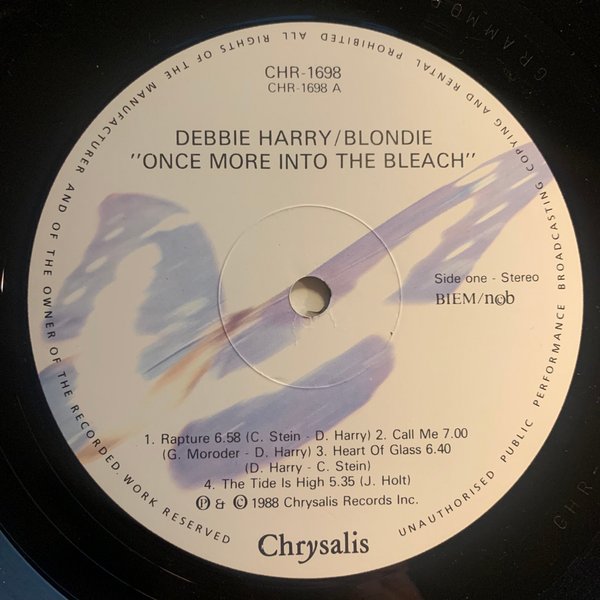 CHR-1698
CHR-1698 A
DEBBIE HARRY/BLONDIE
"ONCE MORE INTO THE BLEACH"
Side one - Stereo
BIEM/ncb
1. Rapture 6.58 (C. Stein - D. Harry) 2. Call Me 7.00
(G. Moroder - D. Harry) 3. Heart Of Glass 6.40
(D. Harry - C. Stein)
4. The Tide Is High 5.35 (J. Holt)
℗ & © 1988 Chrysalis Records Inc.
Chrysalis
ALL RIGHTS OF THE MANUFACTURER AND OF THE OWNER OF THE RECORDED WORK RESERVED
UNAUTHORISED PUBLIC PERFORMANCE BROADCASTING COPYING AND RENTAL PROHIBITED